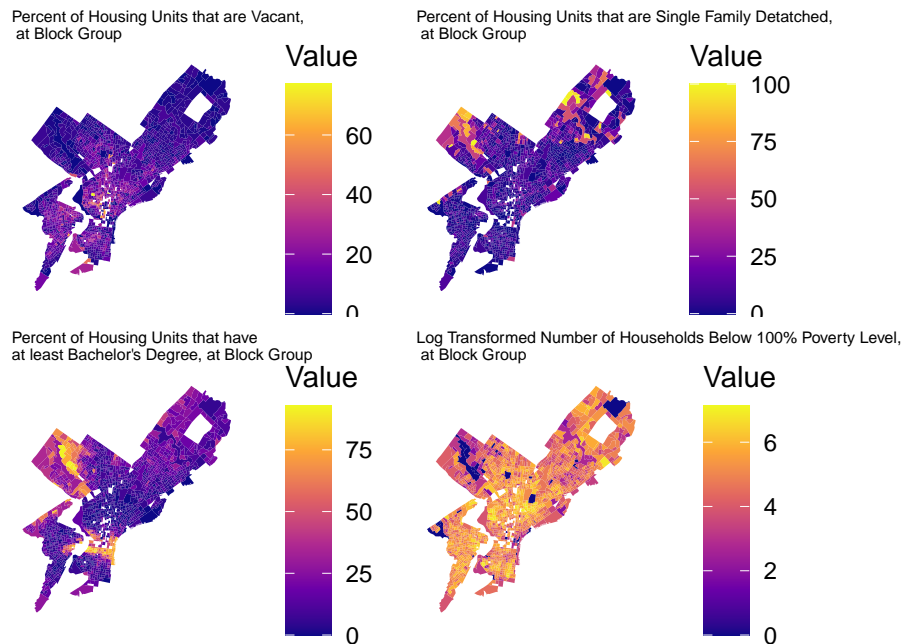 Percent of Housing Units that are Vacant,
at Block Group
Value
60
40
20
0
Percent of Housing Units that are Single Family Detatched,
at Block Group
Value
100
75
50
25
0
Percent of Housing Units that have
at least Bachelor's Degree, at Block Group
Value
75
50
25
0
Log Transformed Number of Households Below 100% Poverty Level,
at Block Group
Value
6
4
2
0